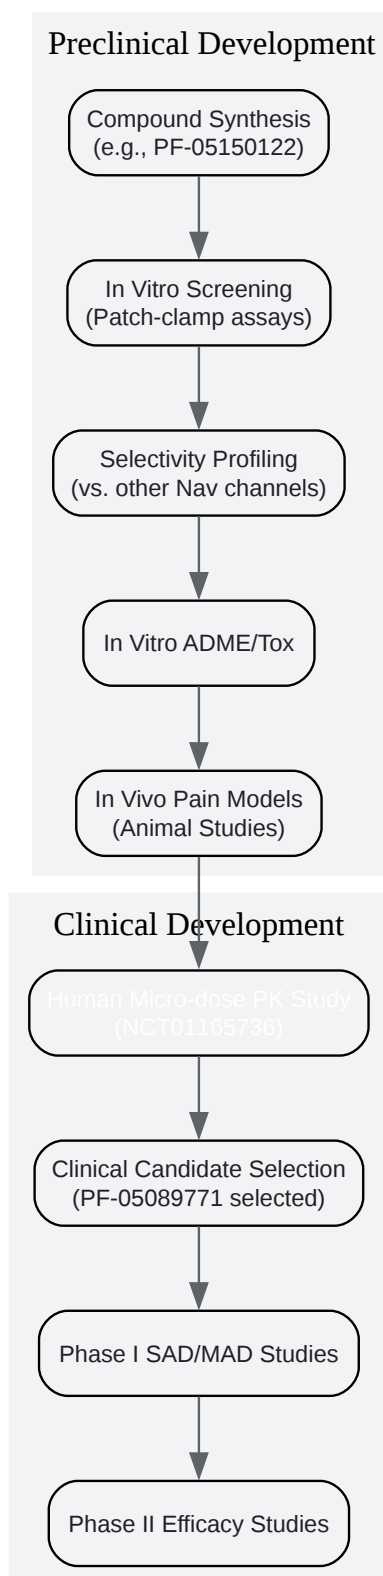 Preclinical Development
Compound Synthesis
(e.g., PF-05150122)
In Vitro Screening
(Patch-clamp assays)
Selectivity Profiling
(vs. other Nav channels)
In Vitro ADME/Tox
In Vivo Pain Models
(Animal Studies)
Clinical Development
Human Micro-dose PK Study
(NCT01165736)
Clinical Candidate Selection
(PF-05089771 selected)
Phase I SAD/MAD Studies
Phase II Efficacy Studies